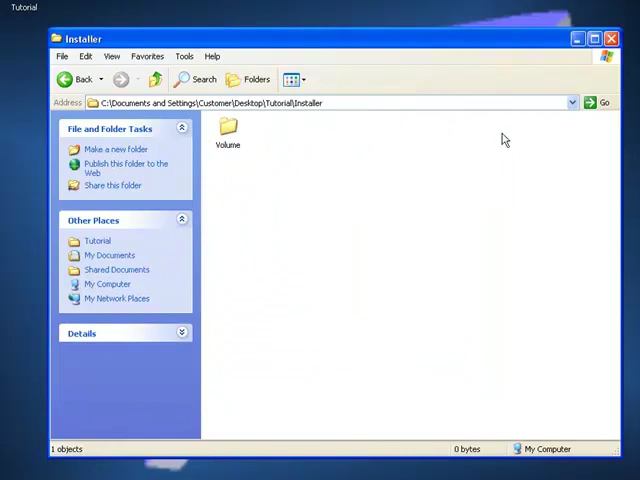 Tutorial
Installer
File Edit View Favorites Tools Help
Back Search Folders
Address C:\Documents and Settings\Customer\Desktop\Tutorial\Installer Go
File and Folder Tasks
Make a new folder
Publish this folder to the
Web
Share this folder
Other Places
Tutorial
My Documents
Shared Documents
My Computer
My Network Places
Details
Volume
1 objects 0 bytes My Computer